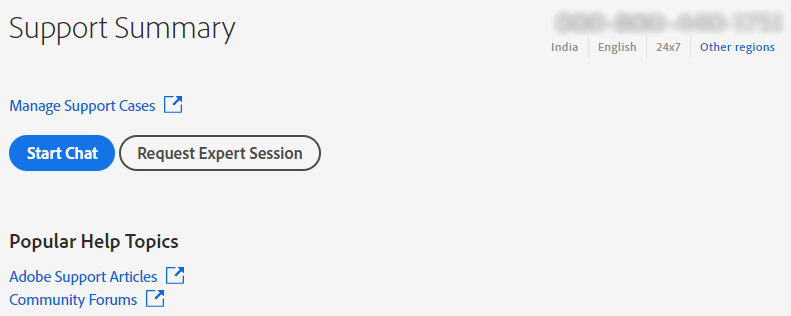 Support Summary
India English 24x7 Other regions
Manage Support Cases
Start Chat Request Expert Session
Popular Help Topics
Adobe Support Articles
Community Forums